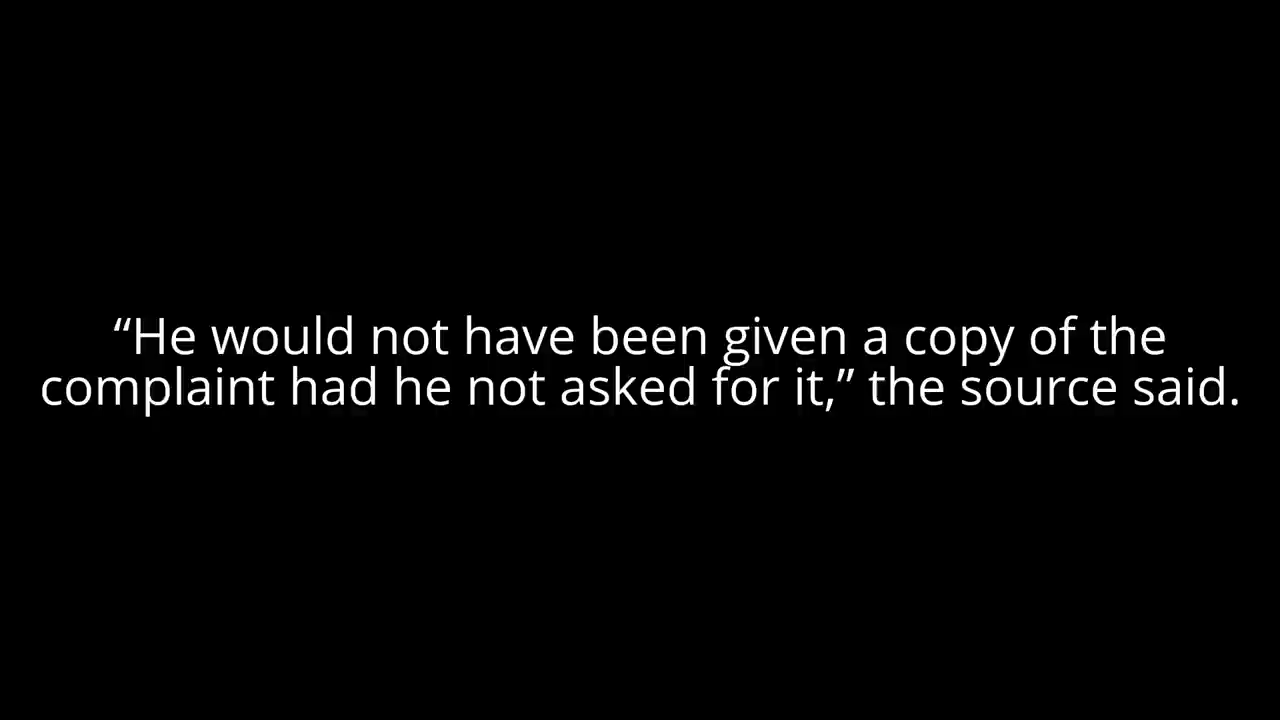 “He would not have been given a copy of the
complaint had he not asked for it,” the source said.